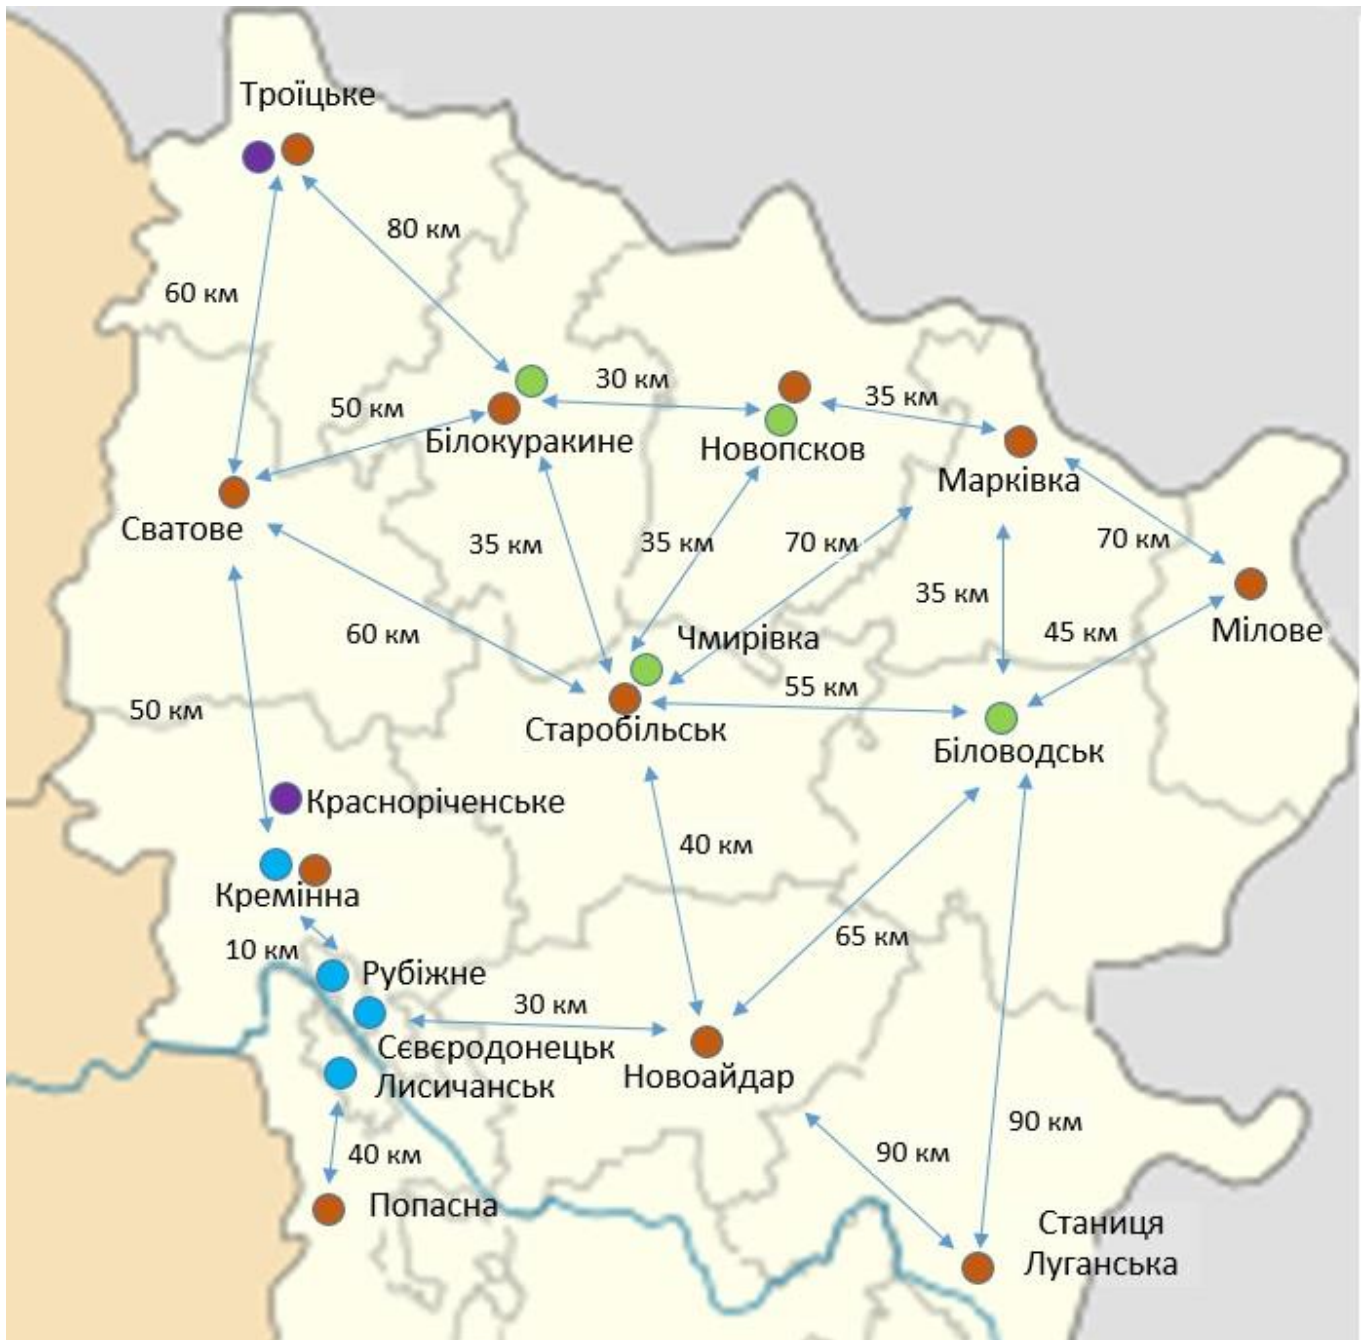 Троїцьке
80 км
60 км
30 км
35 км
50 км
Білокуракине
Новопсков
Марківка
Сватове
35 км
35 км
70 км
70 км
35 км
60 км
Чмирівка
45 км
Мілове
55 км
50 км
Старобільськ
Біловодськ
Красноріченське
40 км
Кремінна
65 км
10 км
Рубіжне
30 км
Сєвєродонецьк
Лисичанськ
Новоайдар
90 км
40 км
90 км
Попасна
Станиця
Луганська